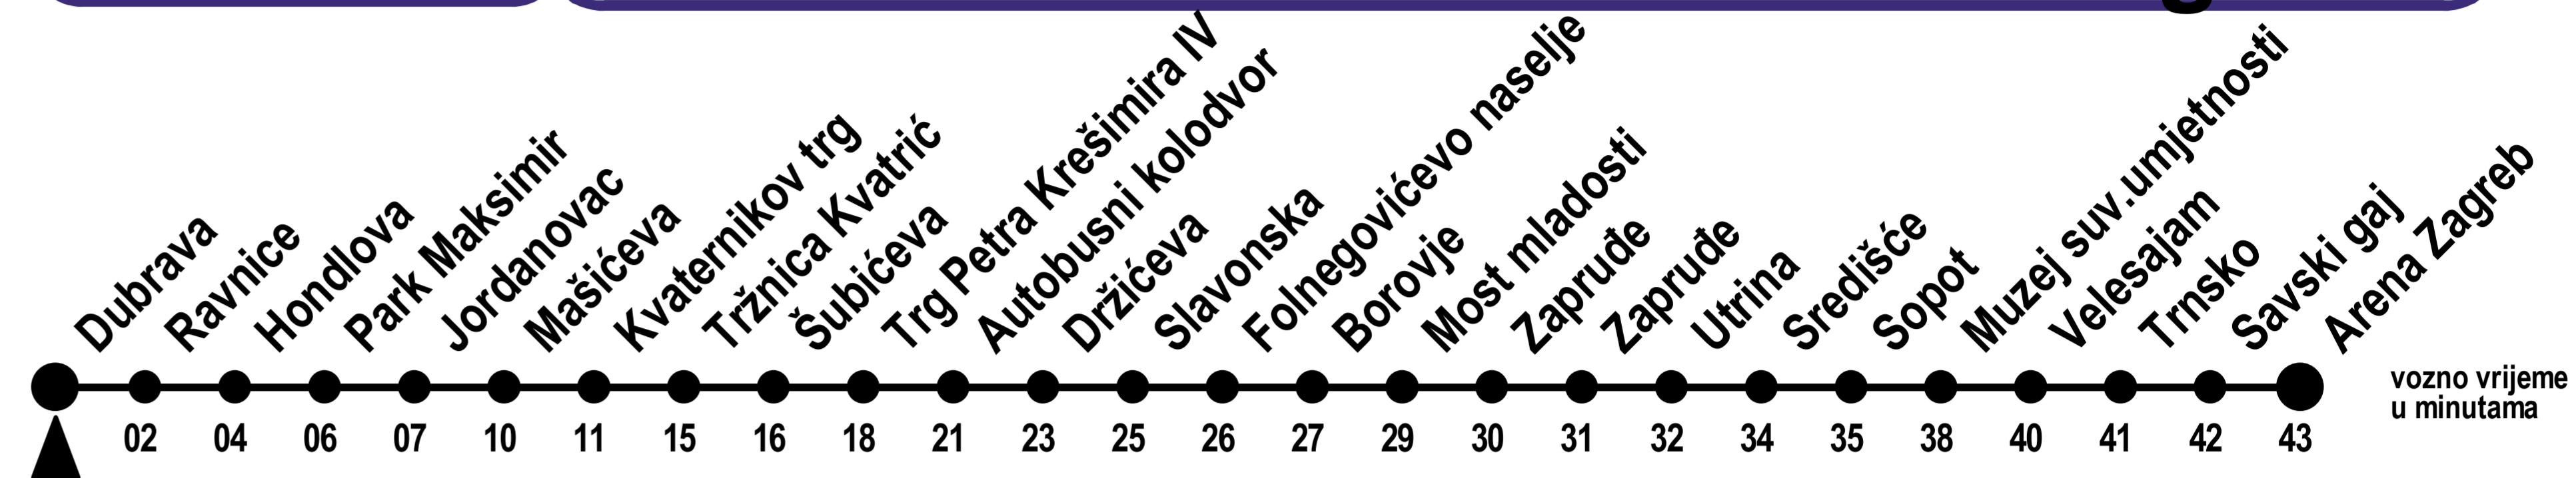 Dubrava
Ravnice
Hondlova
Park Maksimir
Jordanovac
Mašićeva
Kvaternikov trg
Tržnica Kvatrić
Šubićeva
Trg Petra Krešimira IV
Autobusni kolodvor
Držićeva
Slavonska
Folnegovićevo naselje
Borovje
Most mladosti
Zapruđe
Zapruđe
Utrina
Središće
Sopot
Muzej suv.umjetnosti
Velesajam
Trnsko
Savski gaj
Arena Zagreb
vozno vrijeme
u minutama
02 04 06 07 10 11 15 16 18 21 23 25 26 27 29 30 31 32 34 35 38 40 41 42 43